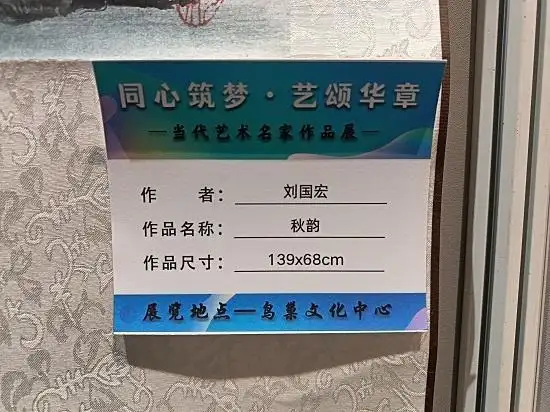 同心筑梦·艺颂华章
—当代艺术名家作品展—
作 者：刘国宏
作品名称：秋韵
作品尺寸：139x68cm
展览地点—鸟巢文化中心